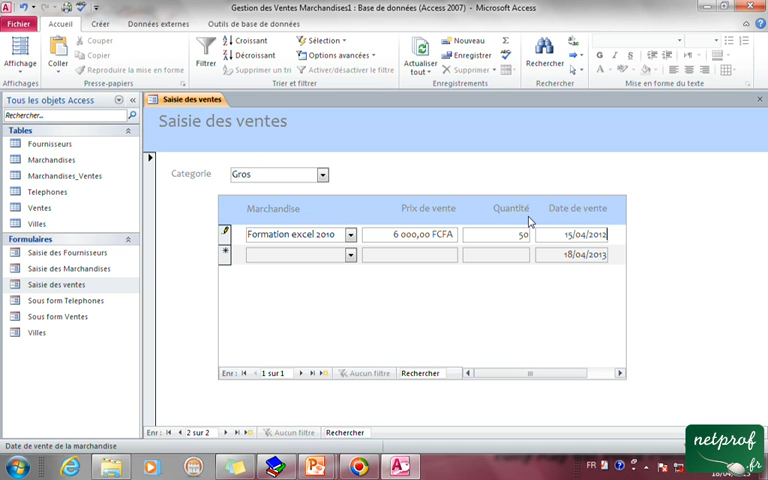 Gestion des Ventes Marchandises1 : Base de données (Access 2007) - Microsoft Access
Fichier Accueil Créer Données externes Outils de base de données
Affichage
Affichages
Coller
Couper
Copier
Reproduire la mise en forme
Presse-papiers
Filtrer
Croissant
Décroissant
Supprimer un tri
Sélection
Options avancées
Activer/désactiver le filtre
Trier et filtrer
Actualiser
tout
Nouveau
Enregistrer
Supprimer
Enregistrements
Rechercher
Rechercher
G I S
Mise en forme du texte
Tous les objets Access
Rechercher...
Tables
Fournisseurs
Marchandises
Marchandises_Ventes
Telephones
Ventes
Villes
Formulaires
Saisie des Fournisseurs
Saisie des Marchandises
Saisie des ventes
Sous form Telephones
Sous form Ventes
Villes
Saisie des ventes
Saisie des ventes
Categorie Gros
Marchandise Prix de vente Quantité Date de vente
Formation excel 2010 6 000,00 FCFA 50 15/04/2012
18/04/2013
Enr : 1 sur 1 Aucun filtre Rechercher
Enr : 2 sur 2 Aucun filtre Rechercher
Date de vente de la marchandise
FR
netprof
.fr